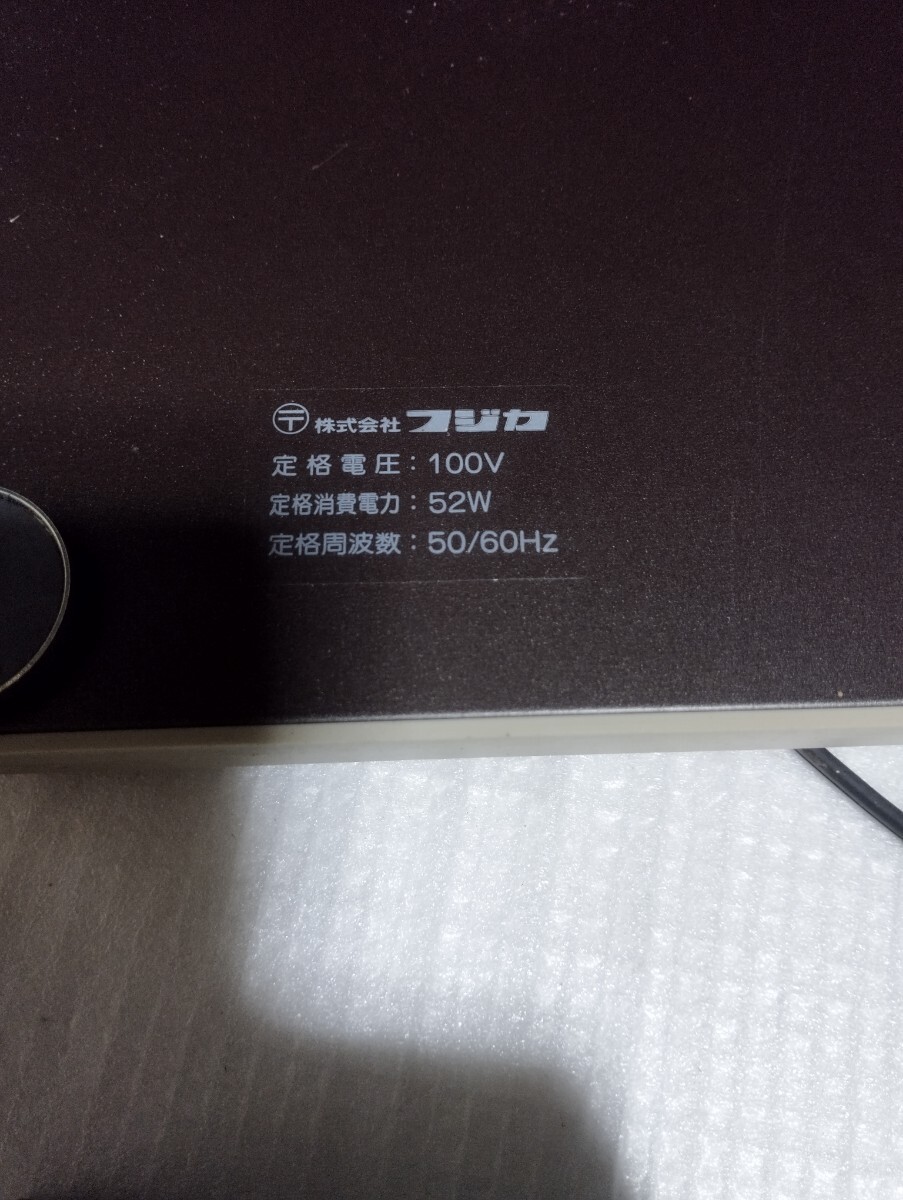 〒 株式会社 フジカ
定格電圧：100V
定格消費電力：52W
定格周波数：50/60Hz